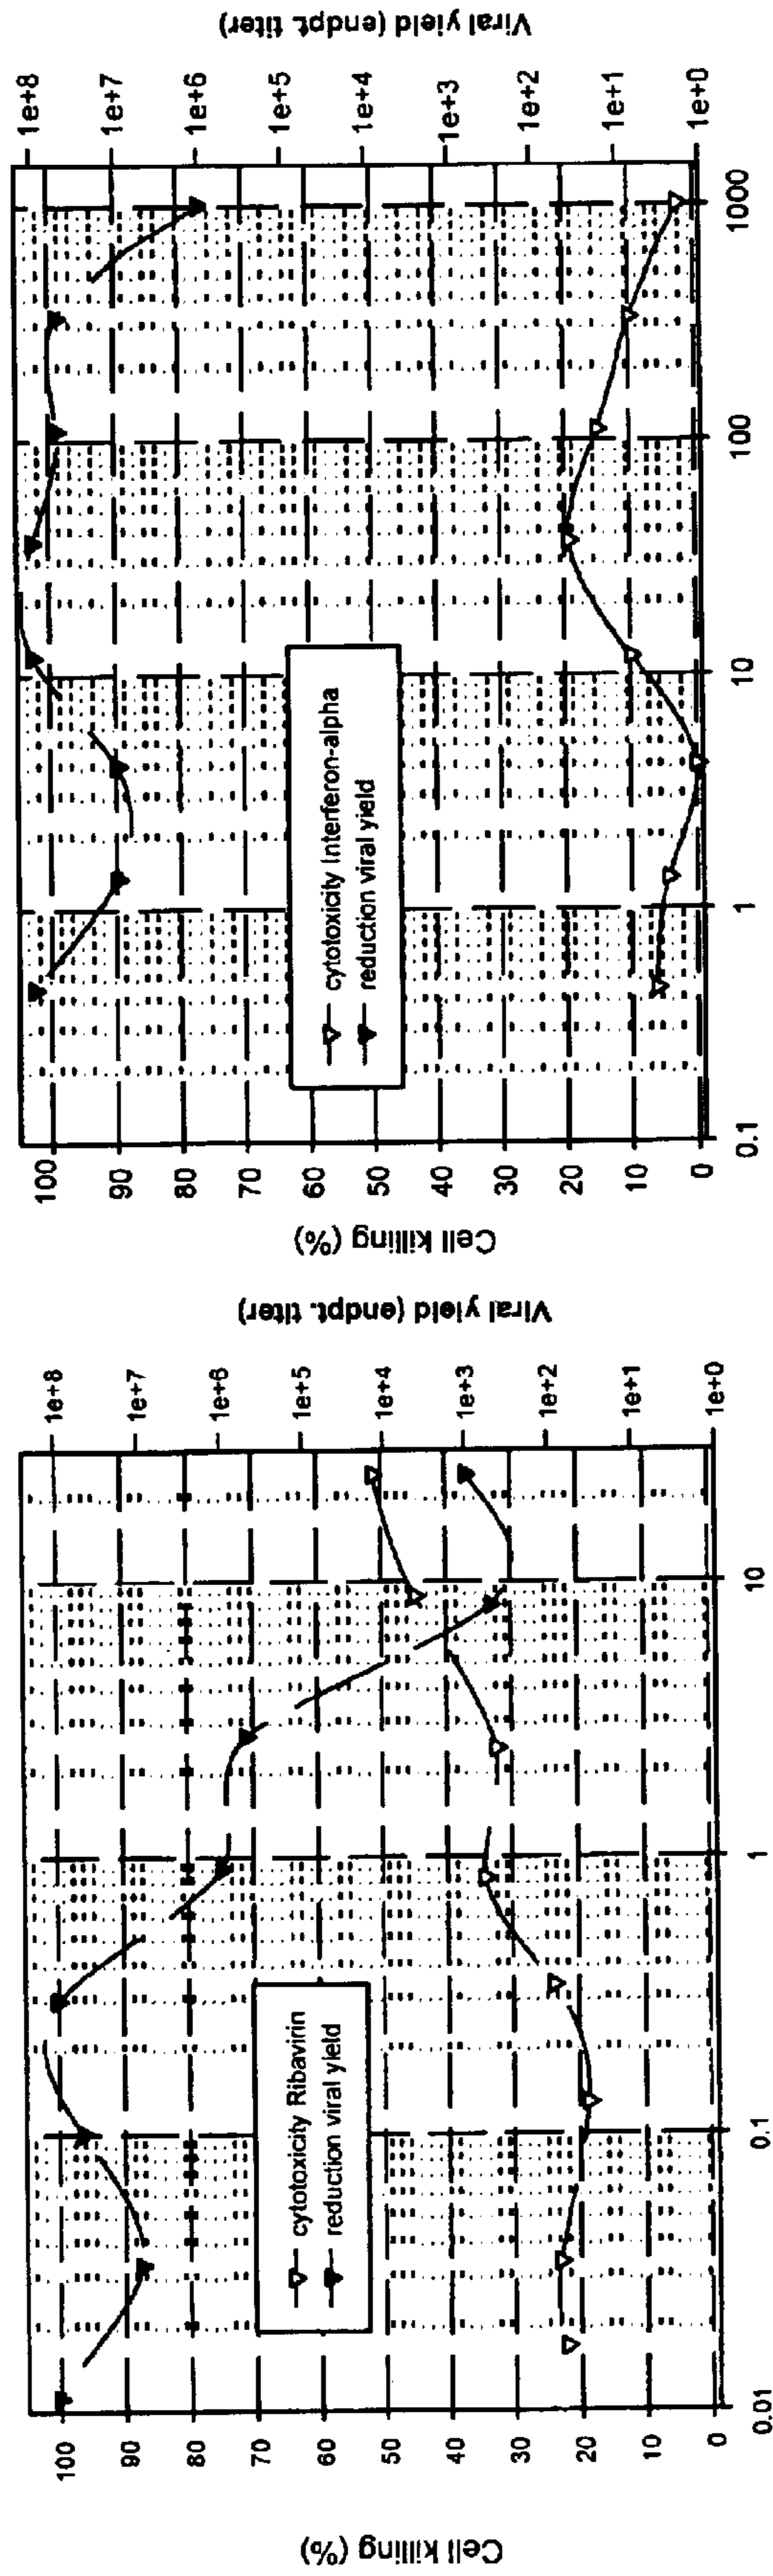 Viral yield (endpt. titer)
1e+8
1e+7
1e+6
1e+5
1e+4
1e+3
1e+2
1e+1
1e+0
100
90
80
70
60
50
40
30
20
10
0
Cell killing (%)
0.01
0.1
1
10
cytotoxicity Ribavirin
reduction viral yield
Viral yield (endpt. titer)
1e+8
1e+7
1e+6
1e+5
1e+4
1e+3
1e+2
1e+1
1e+0
100
90
80
70
60
50
40
30
20
10
0
Cell killing (%)
0.1
1
10
100
1000
cytotoxicity Interferon-alpha
reduction viral yield